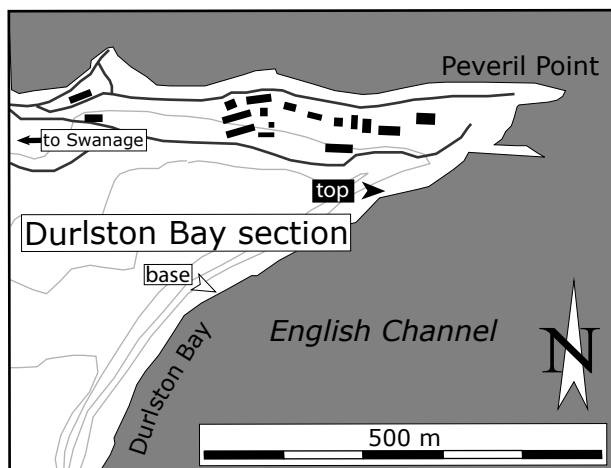 Peveril Point
to Swanage
top
Durlston Bay section
base
English Channel
N
Durlston Bay
500 m